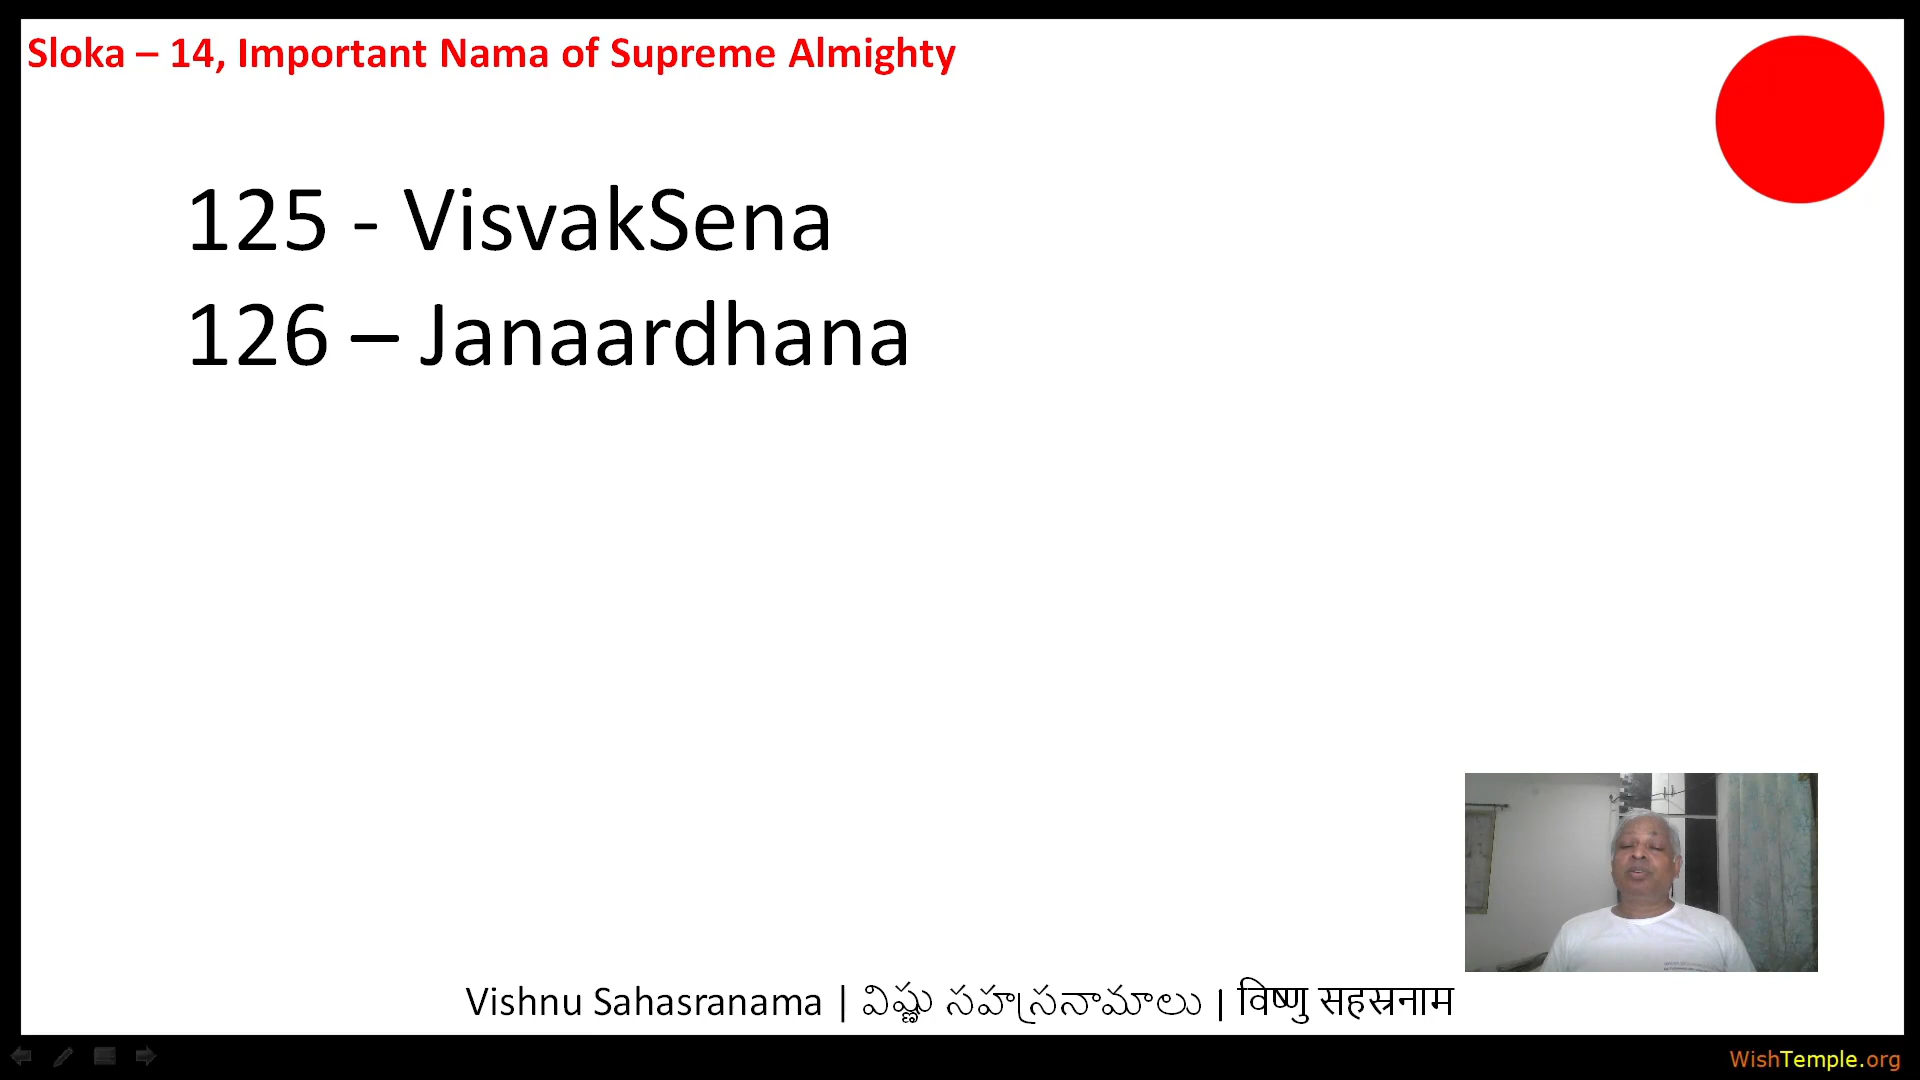 Sloka – 14, Important Nama of Supreme Almighty
125 - VisvakSena
126 – Janaardhana
Vishnu Sahasranama | విష్ణు సహస్రనామాలు | विष्णु सहस्रनाम
WishTemple.org